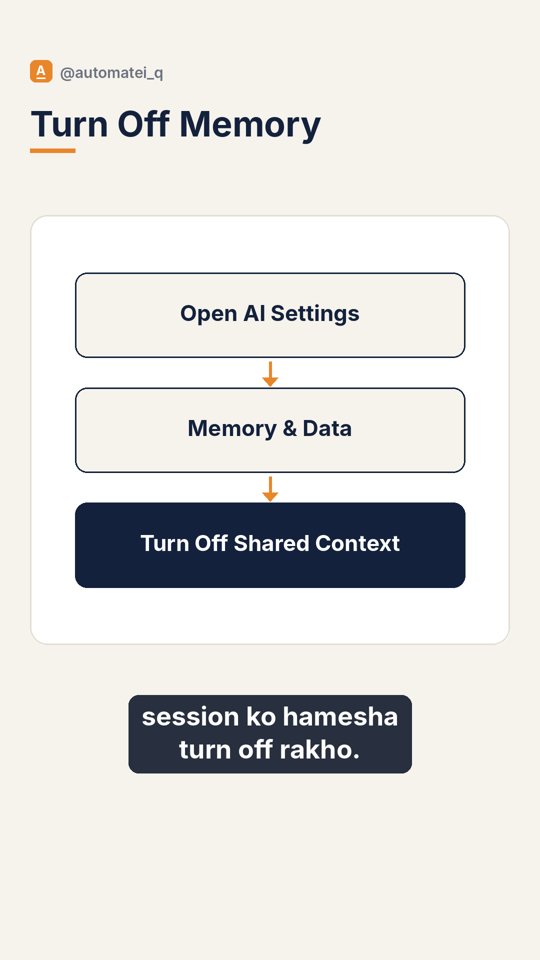 A @automatei_q
Turn Off Memory
Open AI Settings
Memory & Data
Turn Off Shared Context
session ko hamesha
turn off rakho.